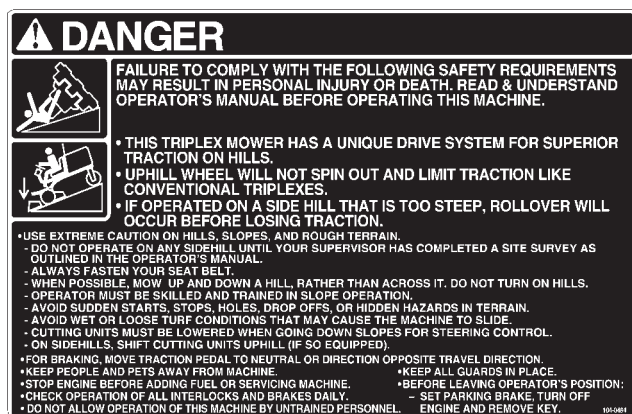 DANGER
FAILURE TO COMPLY WITH THE FOLLOWING SAFETY REQUIREMENTS
MAY RESULT IN PERSONAL INJURY OR DEATH. READ & UNDERSTAND
OPERATOR'S MANUAL BEFORE OPERATING THIS MACHINE.
• THIS TRIPLEX MOWER HAS A UNIQUE DRIVE SYSTEM FOR SUPERIOR
TRACTION ON HILLS.
• UPHILL WHEEL WILL NOT SPIN OUT AND LIMIT TRACTION LIKE
CONVENTIONAL TRIPLEXES.
• IF OPERATED ON A SIDE HILL THAT IS TOO STEEP, ROLLOVER WILL
OCCUR BEFORE LOSING TRACTION.
•USE EXTREME CAUTION ON HILLS, SLOPES, AND ROUGH TERRAIN.
- DO NOT OPERATE ON ANY SIDEHILL UNTIL YOUR SUPERVISOR HAS COMPLETED A SITE SURVEY AS
OUTLINED IN THE OPERATOR'S MANUAL.
- ALWAYS FASTEN YOUR SEAT BELT.
- WHEN POSSIBLE, MOW UP AND DOWN A HILL, RATHER THAN ACROSS IT. DO NOT TURN ON HILLS.
- OPERATOR MUST BE SKILLED AND TRAINED IN SLOPE OPERATION.
- AVOID SUDDEN STARTS, STOPS, HOLES, DROP OFFS, OR HIDDEN HAZARDS IN TERRAIN.
- AVOID WET OR LOOSE TURF CONDITIONS THAT MAY CAUSE THE MACHINE TO SLIDE.
- CUTTING UNITS MUST BE LOWERED WHEN GOING DOWN SLOPES FOR STEERING CONTROL.
- ON SIDEHILLS, SHIFT CUTTING UNITS UPHILL (IF SO EQUIPPED).
•FOR BRAKING, MOVE TRACTION PEDAL TO NEUTRAL OR DIRECTION OPPOSITE TRAVEL DIRECTION.
•KEEP PEOPLE AND PETS AWAY FROM MACHINE.
•STOP ENGINE BEFORE ADDING FUEL OR SERVICING MACHINE.
•CHECK OPERATION OF ALL INTERLOCKS AND BRAKES DAILY.
• DO NOT ALLOW OPERATION OF THIS MACHINE BY UNTRAINED PERSONNEL.
•KEEP ALL GUARDS IN PLACE.
•BEFORE LEAVING OPERATOR'S POSITION:
- SET PARKING BRAKE, TURN OFF
ENGINE AND REMOVE KEY.